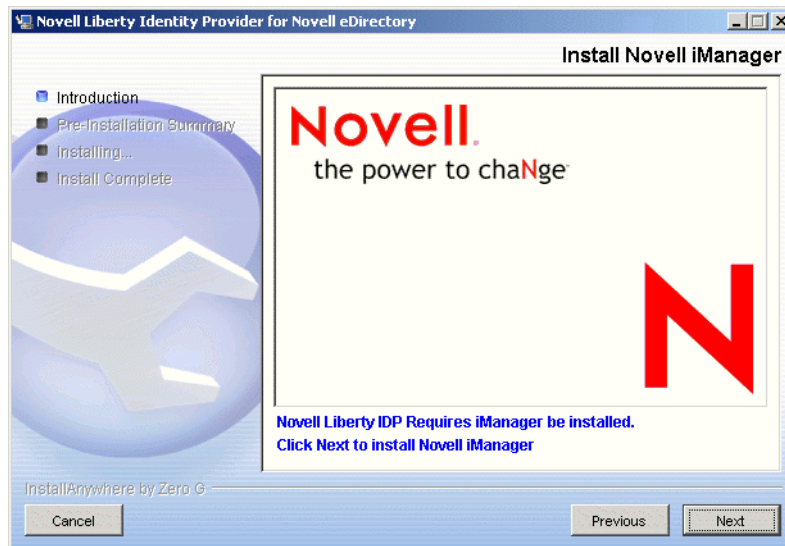 Novell Liberty Identity Provider for Novell eDirectory
Install Novell iManager
Introduction
Pre-Installation Summary
Installing...
Install Complete
Novell.
the power to chaNge
N
Novell Liberty IDP Requires iManager be installed.
Click Next to install Novell iManager
InstallAnywhere by Zero G
Cancel
Previous
Next